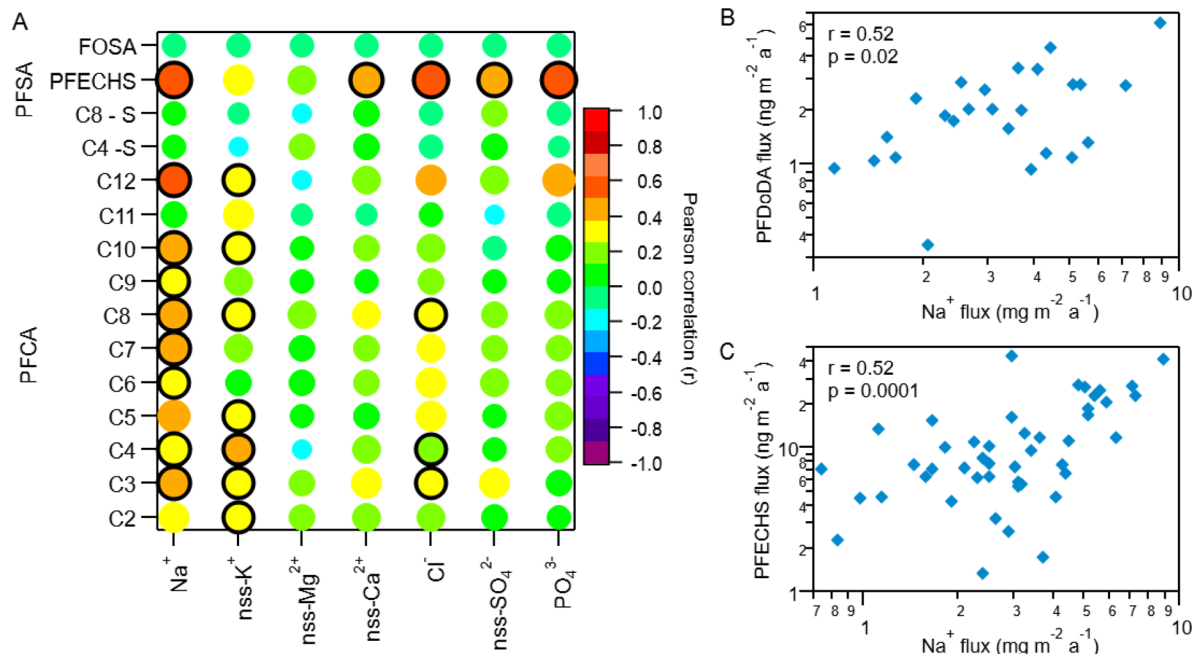 A
PFSA
PFCA
FOSA
PFECHS
C8 - S
C4 -S
C12
C11
C10
C9
C8
C7
C6
C5
C4
C3
C2
Na⁺
nss-K⁺
nss-Mg²⁺
nss-Ca²⁺
Cl⁻
nss-SO₄²⁻
PO₄³⁻
1.0
0.8
0.6
0.4
0.2
0.0
-0.2
-0.4
-0.6
-0.8
-1.0
Pearson correlation (r)
B
r = 0.52
p = 0.02
PFDoDA flux (ng m⁻² a⁻¹)
6
4
2
1
8
6
4
1
2
3
4
5
6
7
8
9
10
Na⁺ flux (mg m⁻² a⁻¹)
C
r = 0.52
p = 0.0001
PFECHS flux (ng m⁻² a⁻¹)
4
2
10
8
6
4
2
1
7
8
9
1
2
3
4
5
6
7
8
9
10
Na⁺ flux (mg m⁻² a⁻¹)